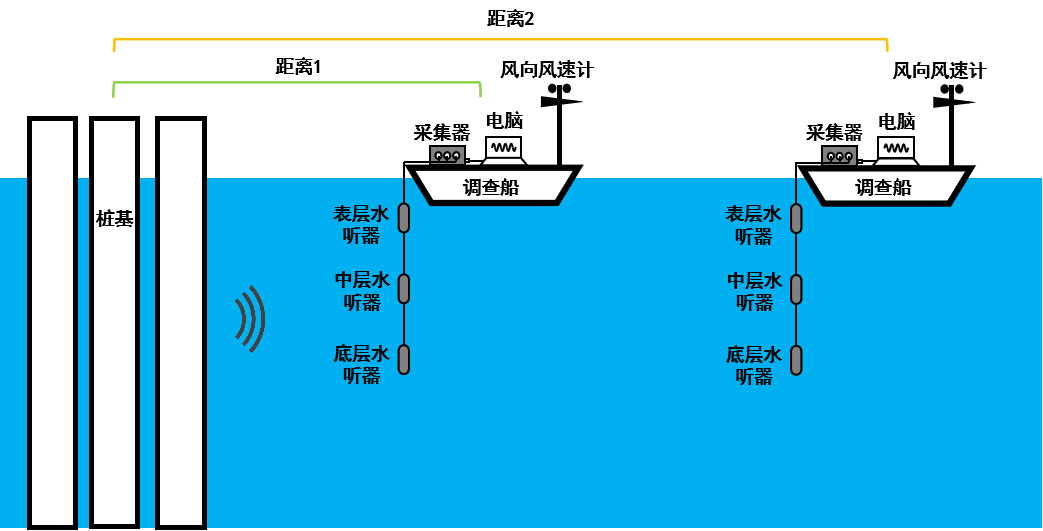 距离2
距离1
风向风速计
风向风速计
采集器
电脑
采集器
电脑
调查船
调查船
桩基
表层水
听器
表层水
听器
中层水
听器
中层水
听器
底层水
听器
底层水
听器